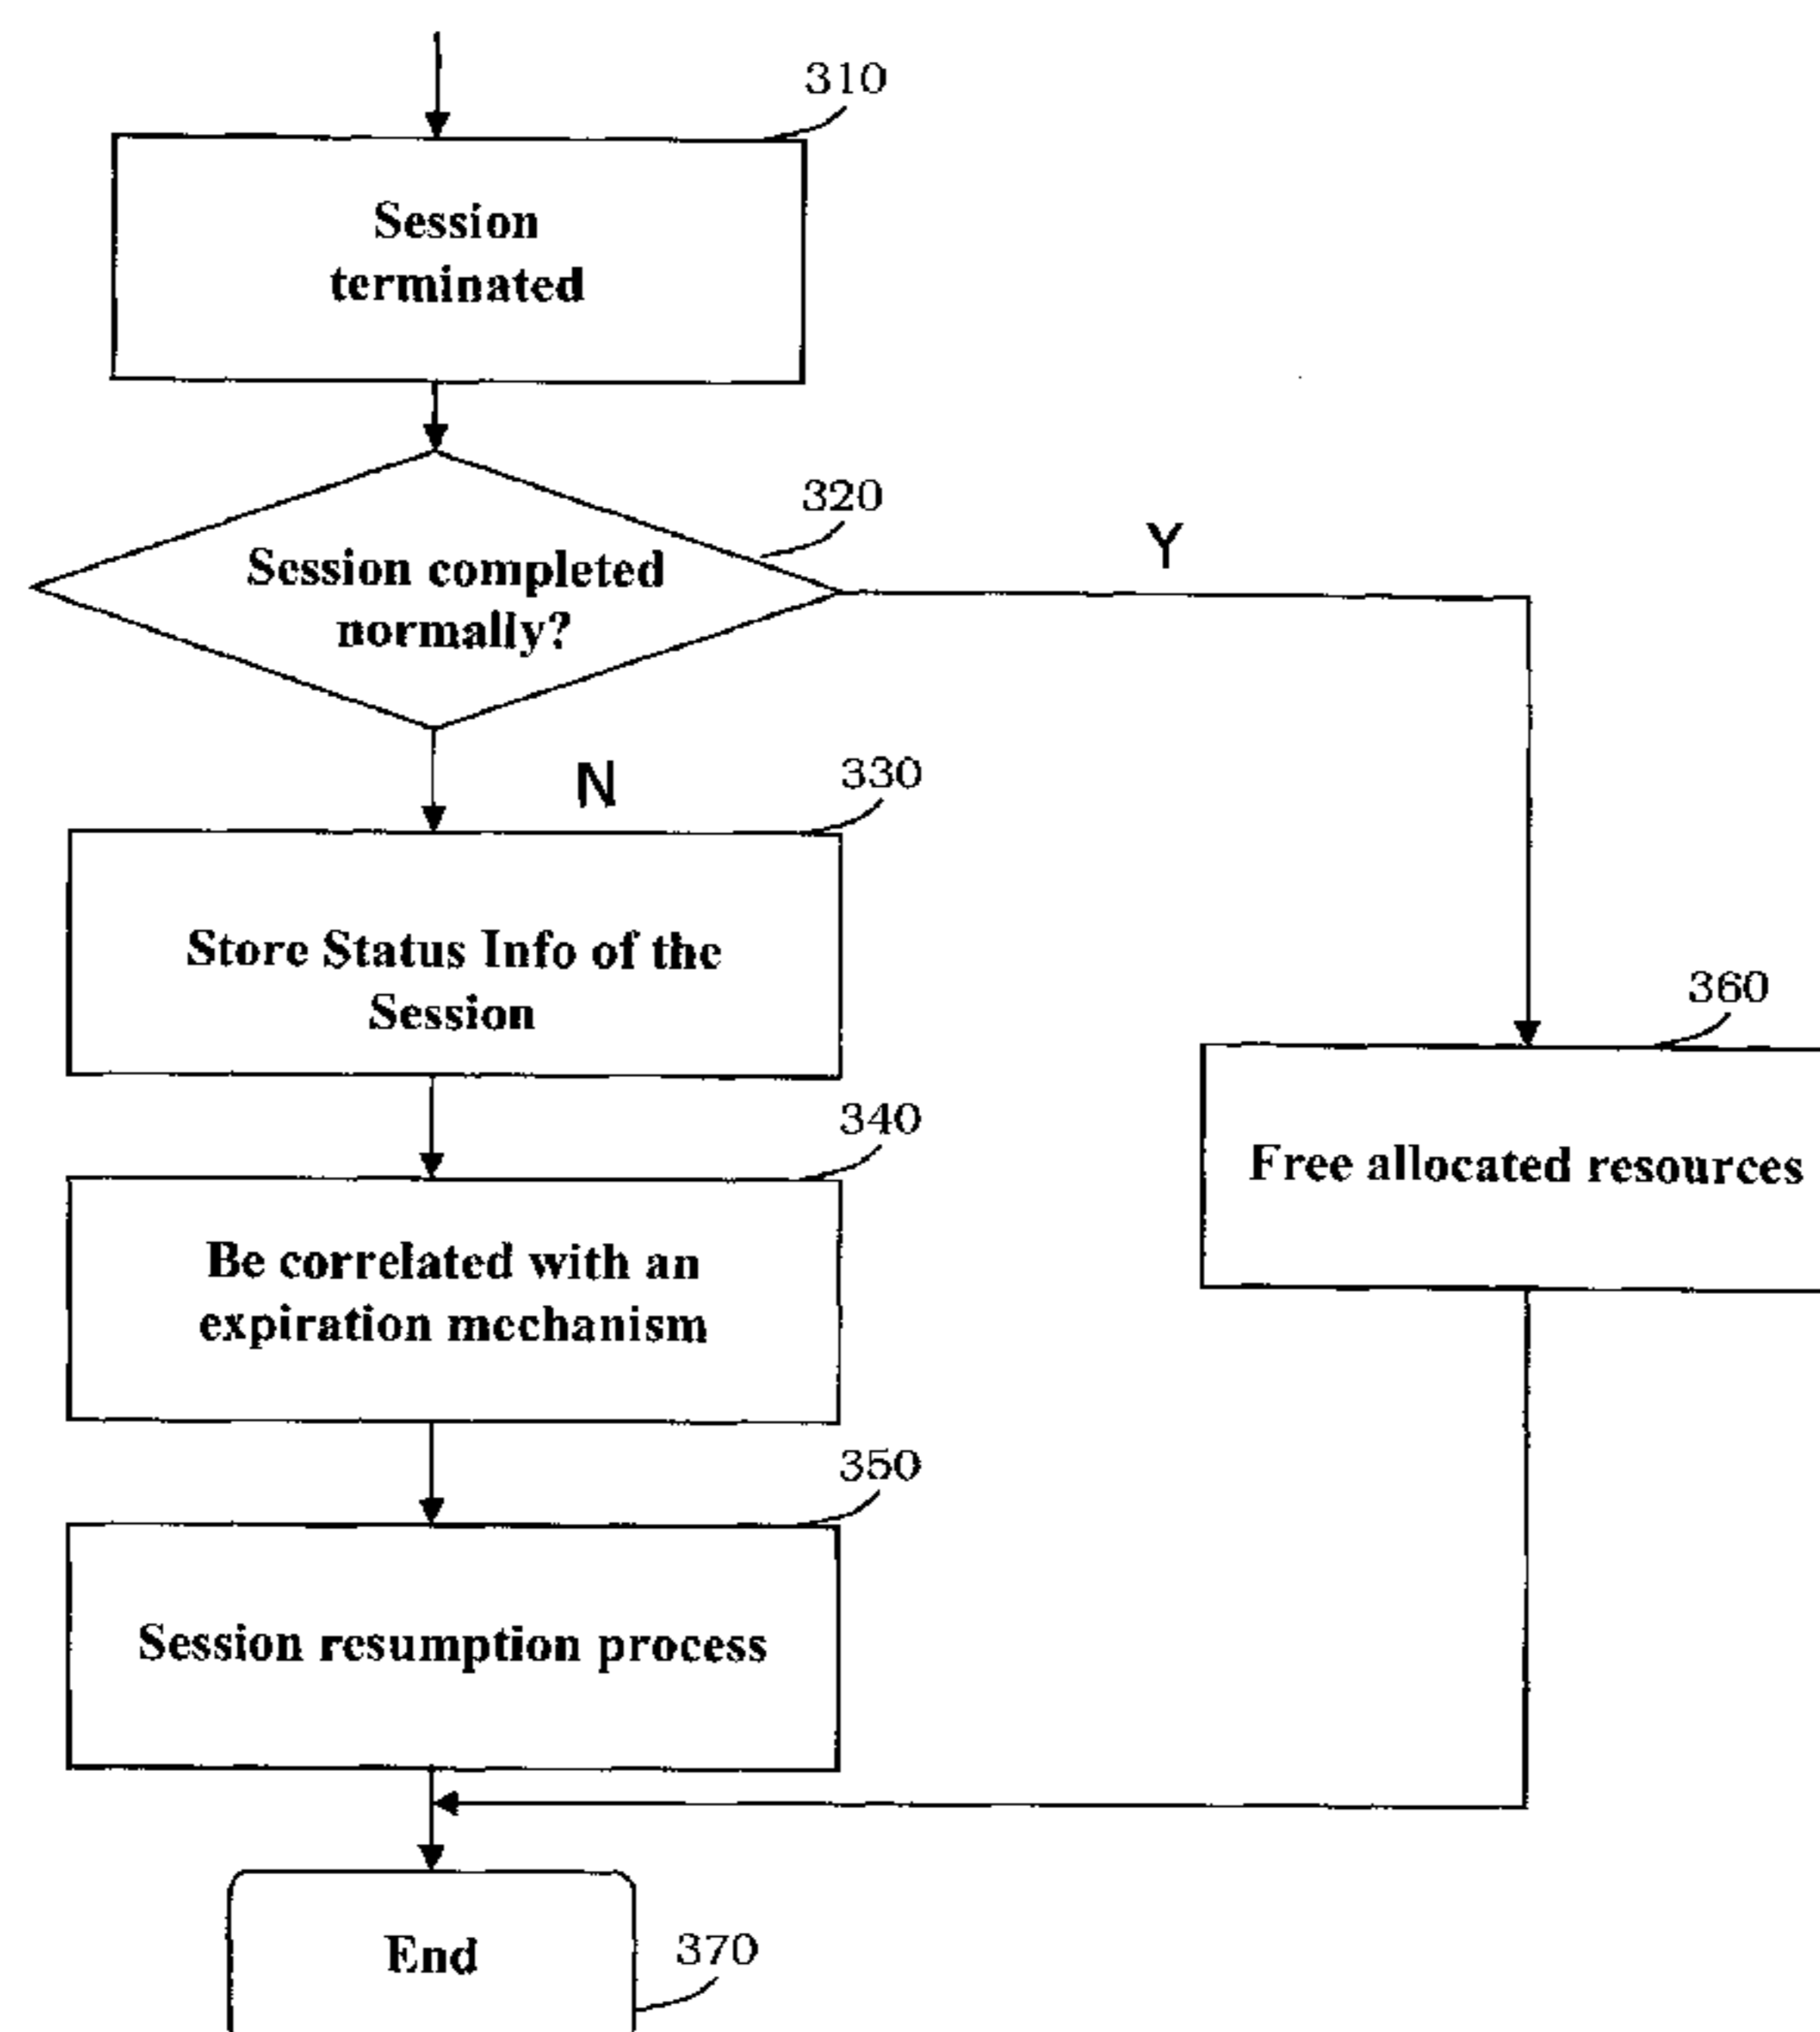 310
Session
terminated
320
Session completed
normally?
Y
N
330
Store Status Info of the
Session
360
Free allocated resources
340
Be correlated with an
expiration mechanism
350
Session resumption process
End
370